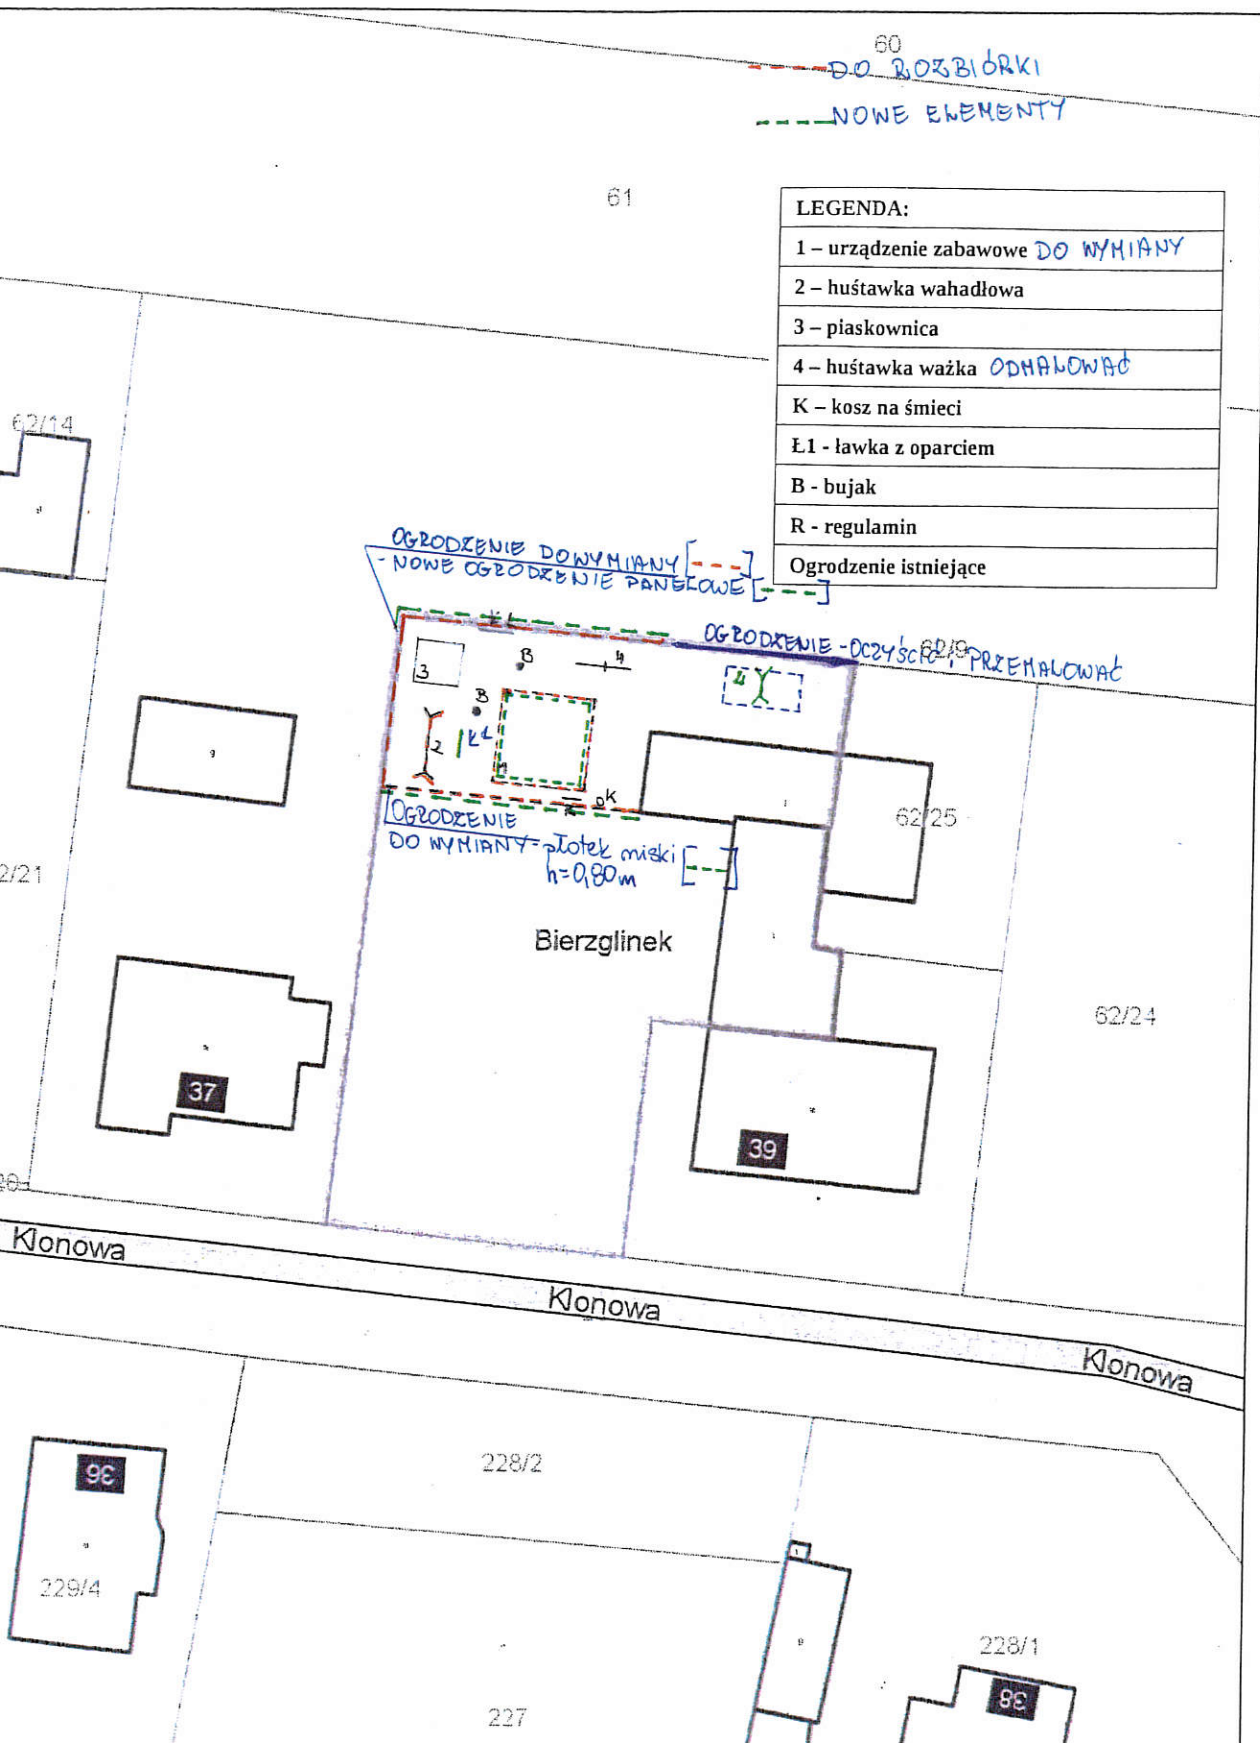 60
DO ROZBIÓRKI
NOWE ELEMENTY
61
LEGENDA:
1 – urządzenie zabawowe DO WYMIANY
2 – huśtawka wahadłowa
3 – piaskownica
4 – huśtawka ważka ODMALOWAĆ
K – kosz na śmieci
Ł1 - ławka z oparciem
B - bujak
R - regulamin
Ogrodzenie istniejące
62/14
OGRODZENIE DO WYMIANY
- NOWE OGRODZENIE PANELOWE
OGRODZENIE - OCZYŚCIĆ i PRZEMALOWAĆ
62/9
3
B
4
B
2
Ł1
K
62/25
OGRODZENIE
DO WYMIANY - płotek niski
h=0,80m
2/21
Bierzglinek
62/24
37
39
Klonowa
Klonowa
Klonowa
36
228/2
229/4
228/1
38
227